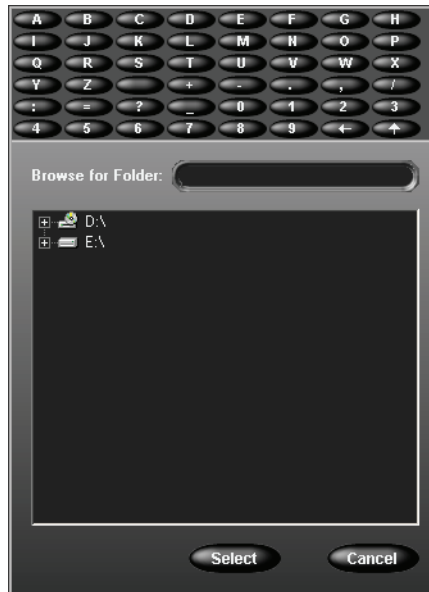 A B C D E F G H
I J K L M N O P
Q R S T U V W X
Y Z + - . , /
: = ? _ 0 1 2 3
4 5 6 7 8 9 ← ↑
Browse for Folder:
D:\
E:\
Select Cancel